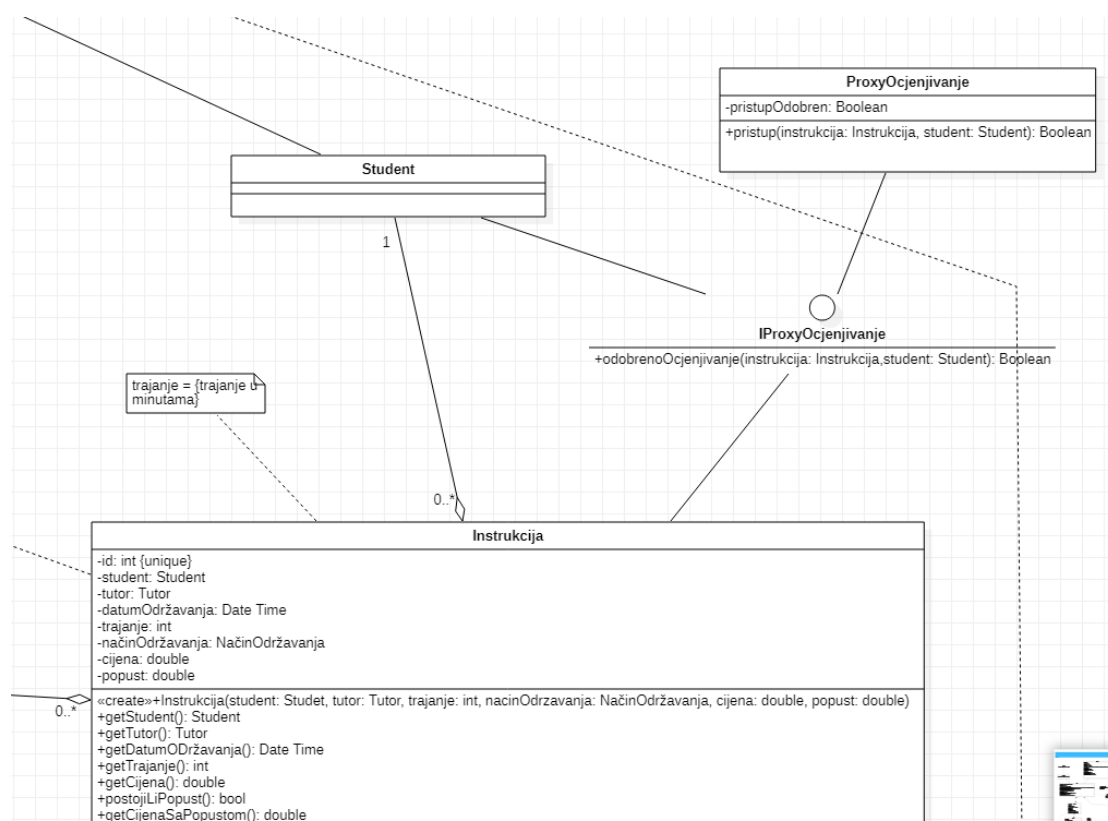 ProxyOcjenjivanje
-pristupOdobren: Boolean
+pristup(instrukcija: Instrukcija, student: Student): Boolean
Student
1
IProxyOcjenjivanje
+odobrenoOcjenjivanje(instrukcija: Instrukcija,student: Student): Boolean
trajanje = {trajanje u
minutama}
0..*
Instrukcija
-id: int {unique}
-student: Student
-tutor: Tutor
-datumOdržavanja: Date Time
-trajanje: int
-načinOdržavanja: NačinOdržavanja
-cijena: double
-popust: double
0..*
«create»+Instrukcija(student: Studet, tutor: Tutor, trajanje: int, nacinOdrzavanja: NačinOdržavanja, cijena: double, popust: double)
+getStudent(): Student
+getTutor(): Tutor
+getDatumODržavanja(): Date Time
+getTrajanje(): int
+getCijena(): double
+postojiLiPopust(): bool
+getCijenaSaPopustom(): double